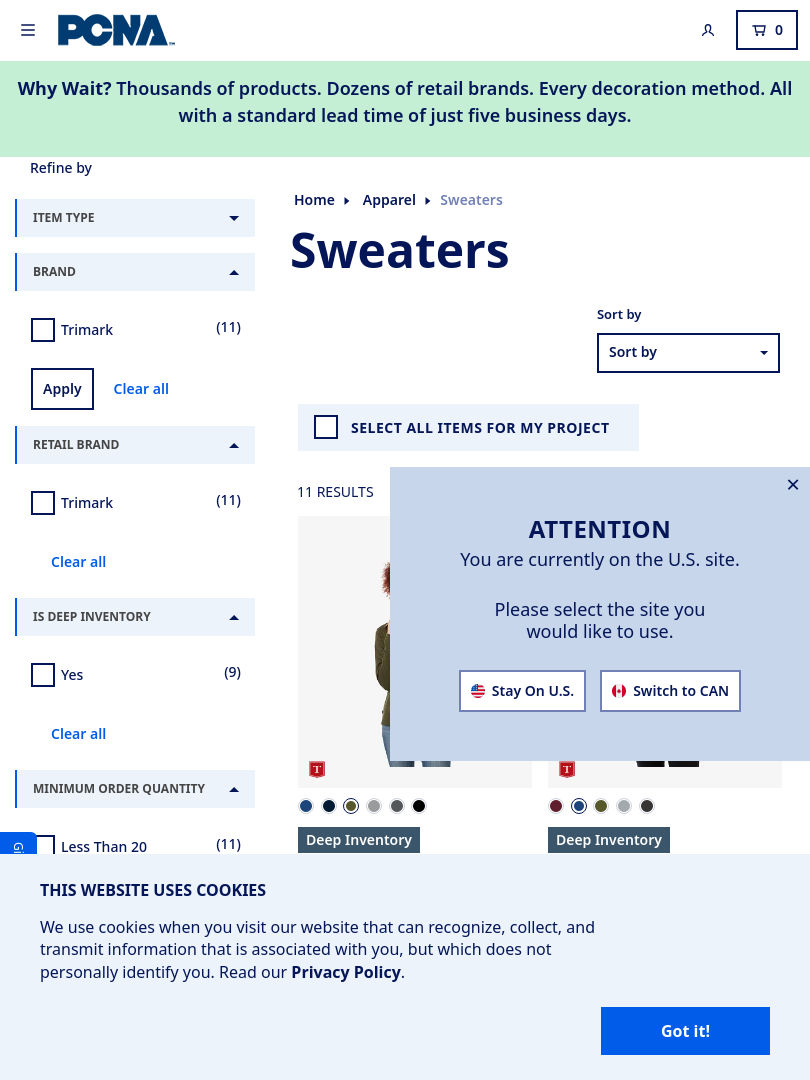 PCNA
0
Why Wait? Thousands of products. Dozens of retail brands. Every decoration method. All
with a standard lead time of just five business days.
Refine by
ITEM TYPE
BRAND
Trimark (11)
Apply Clear all
RETAIL BRAND
Trimark (11)
Clear all
IS DEEP INVENTORY
Yes (9)
Clear all
MINIMUM ORDER QUANTITY
Less Than 20 (11)
Home Apparel Sweaters
Sweaters
Sort by
Sort by
SELECT ALL ITEMS FOR MY PROJECT
11 RESULTS
ATTENTION
You are currently on the U.S. site.
Please select the site you
would like to use.
Stay On U.S. Switch to CAN
T T
Deep Inventory Deep Inventory
THIS WEBSITE USES COOKIES
We use cookies when you visit our website that can recognize, collect, and
transmit information that is associated with you, but which does not
personally identify you. Read our Privacy Policy.
Got it!